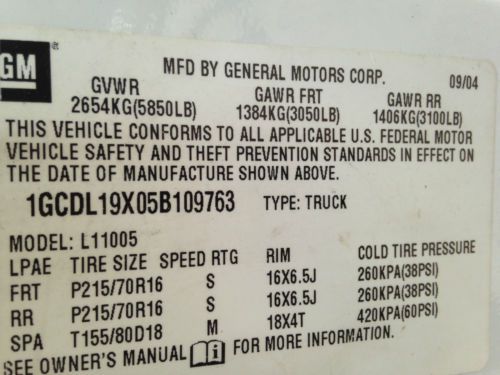 GM
MFD BY GENERAL MOTORS CORP. 09/04
GVWR GAWR FRT GAWR RR
2654KG(5850LB) 1384KG(3050LB) 1406KG(3100LB)
THIS VEHICLE CONFORMS TO ALL APPLICABLE U.S. FEDERAL MOTOR
VEHICLE SAFETY AND THEFT PREVENTION STANDARDS IN EFFECT ON
THE DATE OF MANUFACTURE SHOWN ABOVE.
1GCDL19X05B109763 TYPE: TRUCK
MODEL: L11005
LPAE TIRE SIZE SPEED RTG RIM COLD TIRE PRESSURE
FRT P215/70R16 S 16X6.5J 260KPA(38PSI)
RR P215/70R16 S 16X6.5J 260KPA(38PSI)
SPA T155/80D18 M 18X4T 420KPA(60PSI)
SEE OWNER'S MANUAL i FOR MORE INFORMATION.